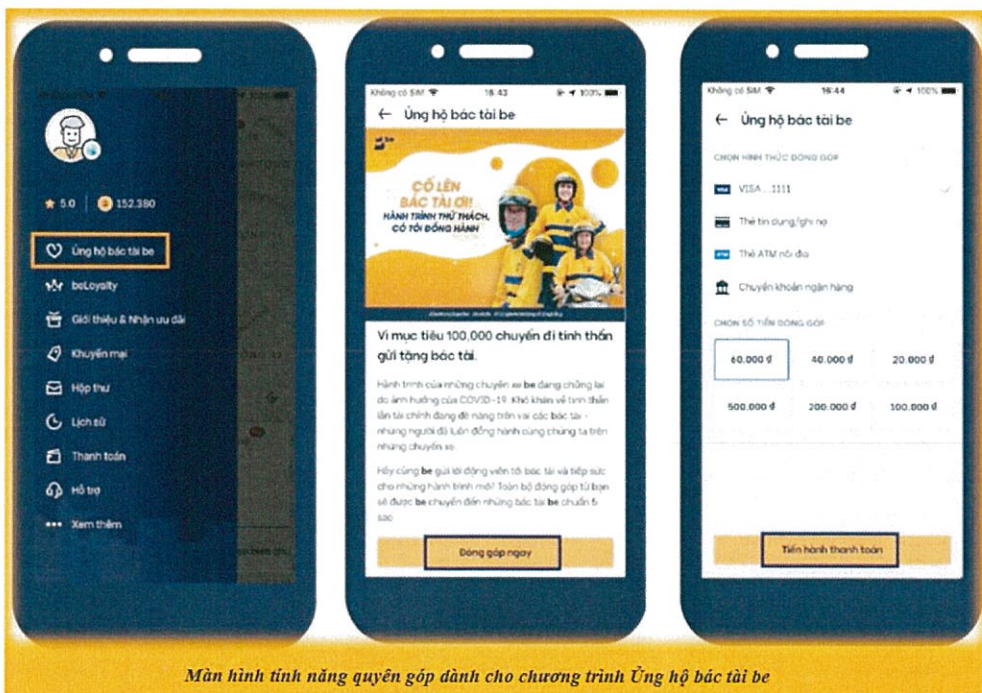 5.0 152.380
Ủng hộ bác tài be
beLoyalty
Giới thiệu & Nhận ưu đãi
Khuyến mại
Hộp thư
Lịch sử
Thanh toán
Hỗ trợ
Xem thêm
Không có SIM 16:43 100%
Ủng hộ bác tài be
be
CỐ LÊN
BÁC TÀI ƠI!
HÀNH TRÌNH THỬ THÁCH,
CÓ TÔI ĐỒNG HÀNH
Vì mục tiêu 100,000 chuyến đi tinh thần
gửi tặng bác tài.
Hành trình của những chuyến xe be đang chững lại
do ảnh hưởng của COVID-19. Khó khăn về tinh thần
lẫn tài chính đang đè nặng trên vai các bác tài -
những người đã luôn đồng hành cùng chúng ta trên
những chuyến xe.
Hãy cùng be gửi lời động viên tới bác tài và tiếp sức
cho những hành trình mới! Toàn bộ đóng góp từ bạn
sẽ được be chuyển đến những bác tài be chuẩn 5
sao
Đóng góp ngay
Không có SIM 16:44 100%
Ủng hộ bác tài be
CHỌN HÌNH THỨC ĐÓNG GÓP
VISA VISA ...1111
Thẻ tín dụng/ghi nợ
ATM Thẻ ATM nội địa
Chuyển khoản ngân hàng
CHỌN SỐ TIỀN ĐÓNG GÓP
60.000 ₫ 40.000 ₫ 20.000 ₫
500.000 ₫ 200.000 ₫ 100.000 ₫
Tiến hành thanh toán
Màn hình tính năng quyên góp dành cho chương trình Ủng hộ bác tài be